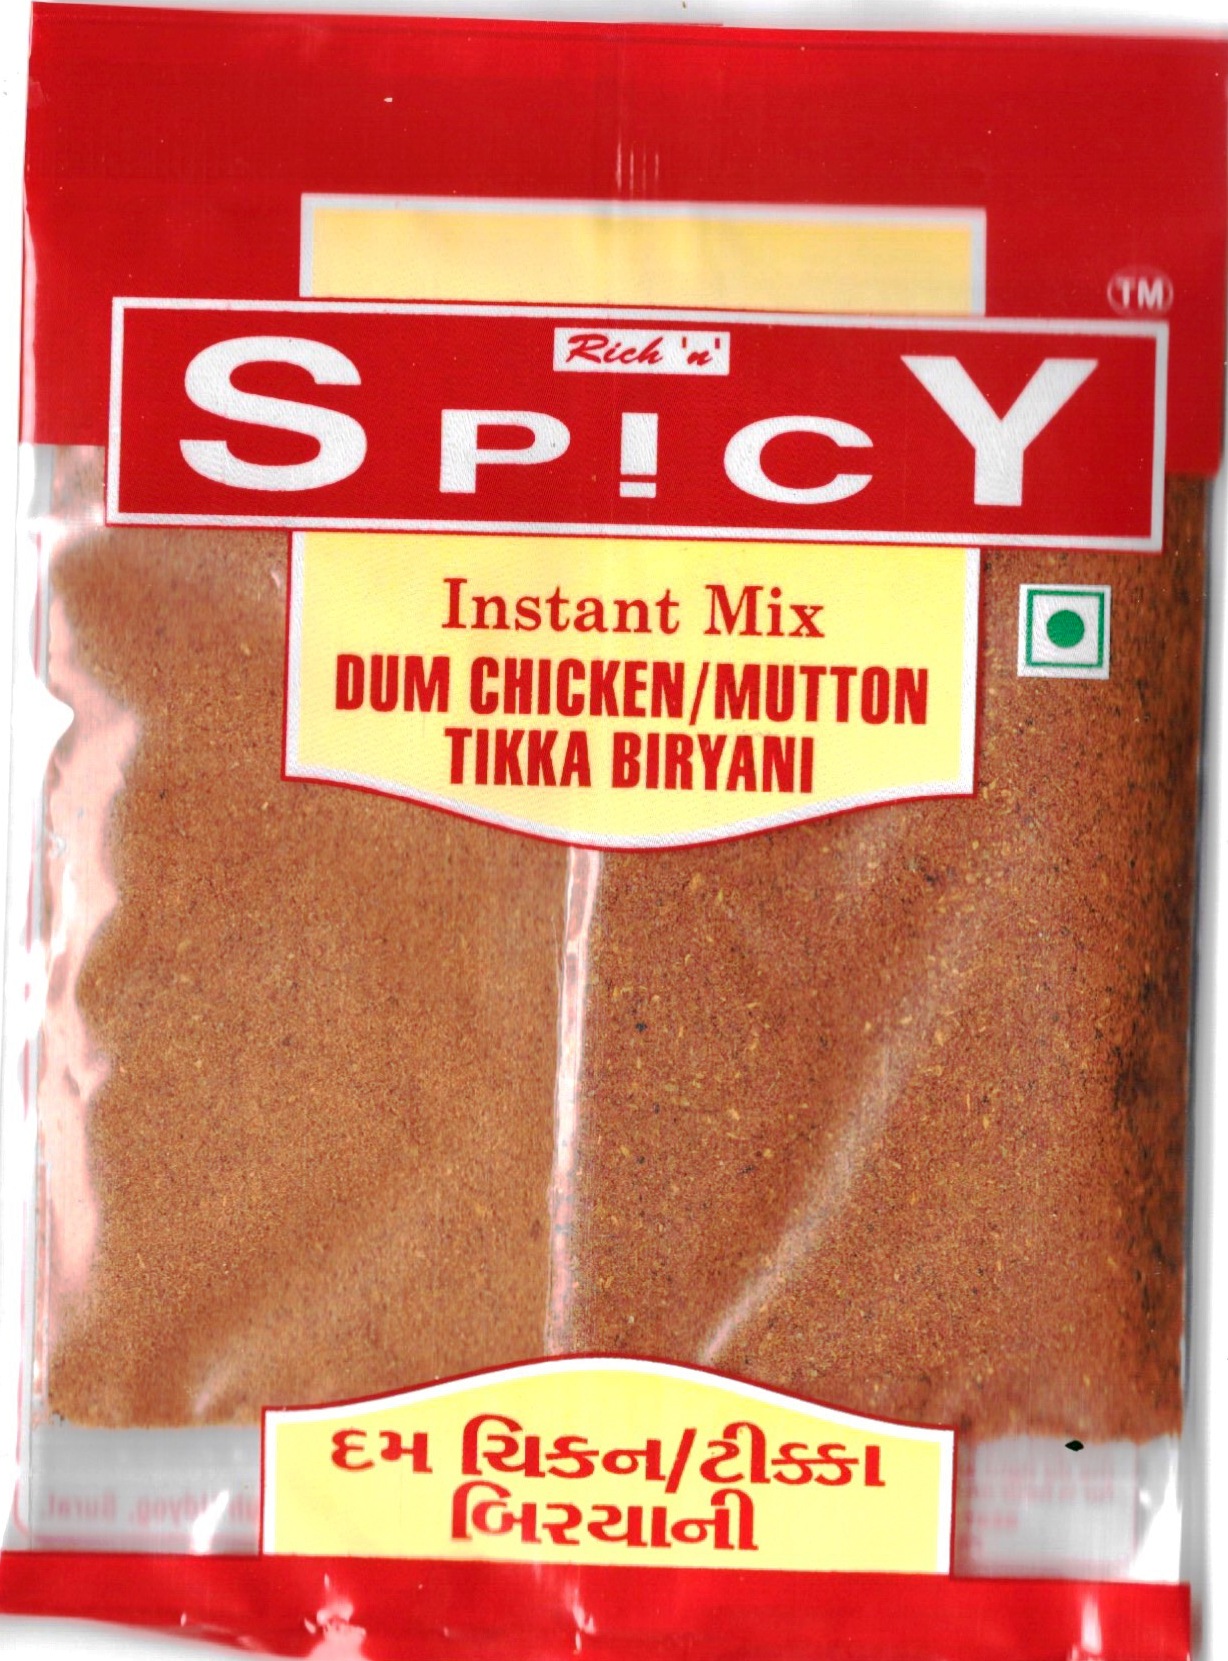 TM
Rich 'n'
SP!CY
Instant Mix
DUM CHICKEN/MUTTON
TIKKA BIRYANI
દમ ચિકન/ટીક્કા
બિરયાની